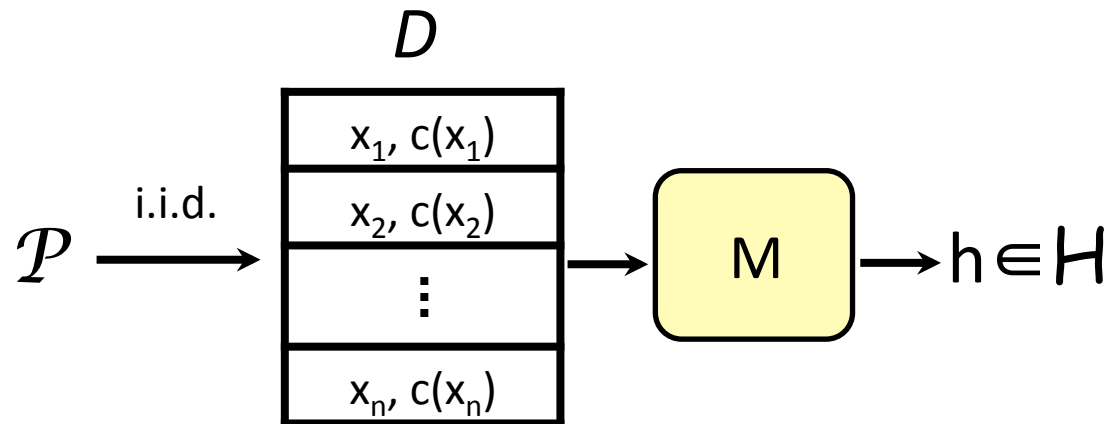 D
x₁, c(x₁)
i.i.d.
x₂, c(x₂)
𝒫
M
h ∈ H
⋮
xₙ, c(xₙ)